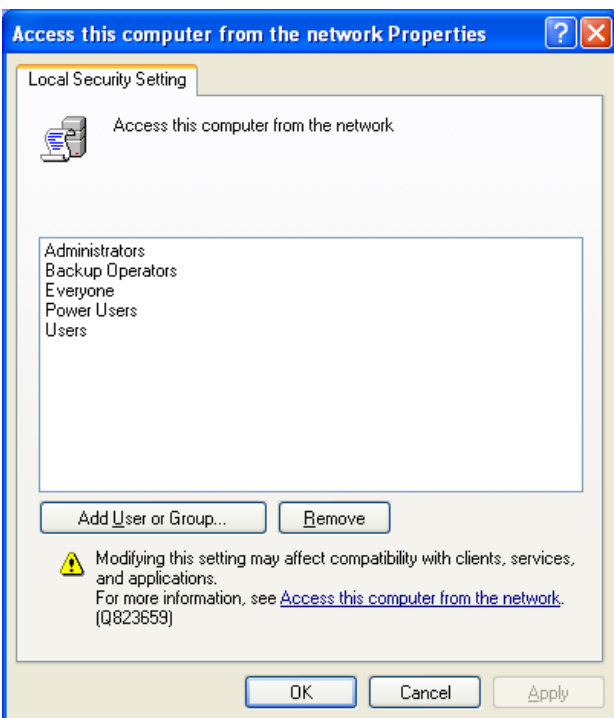 Access this computer from the network Properties
Local Security Setting
Access this computer from the network
Administrators
Backup Operators
Everyone
Power Users
Users
Add User or Group...
Remove
Modifying this setting may affect compatibility with clients, services,
and applications.
For more information, see Access this computer from the network.
(Q823659)
OK
Cancel
Apply